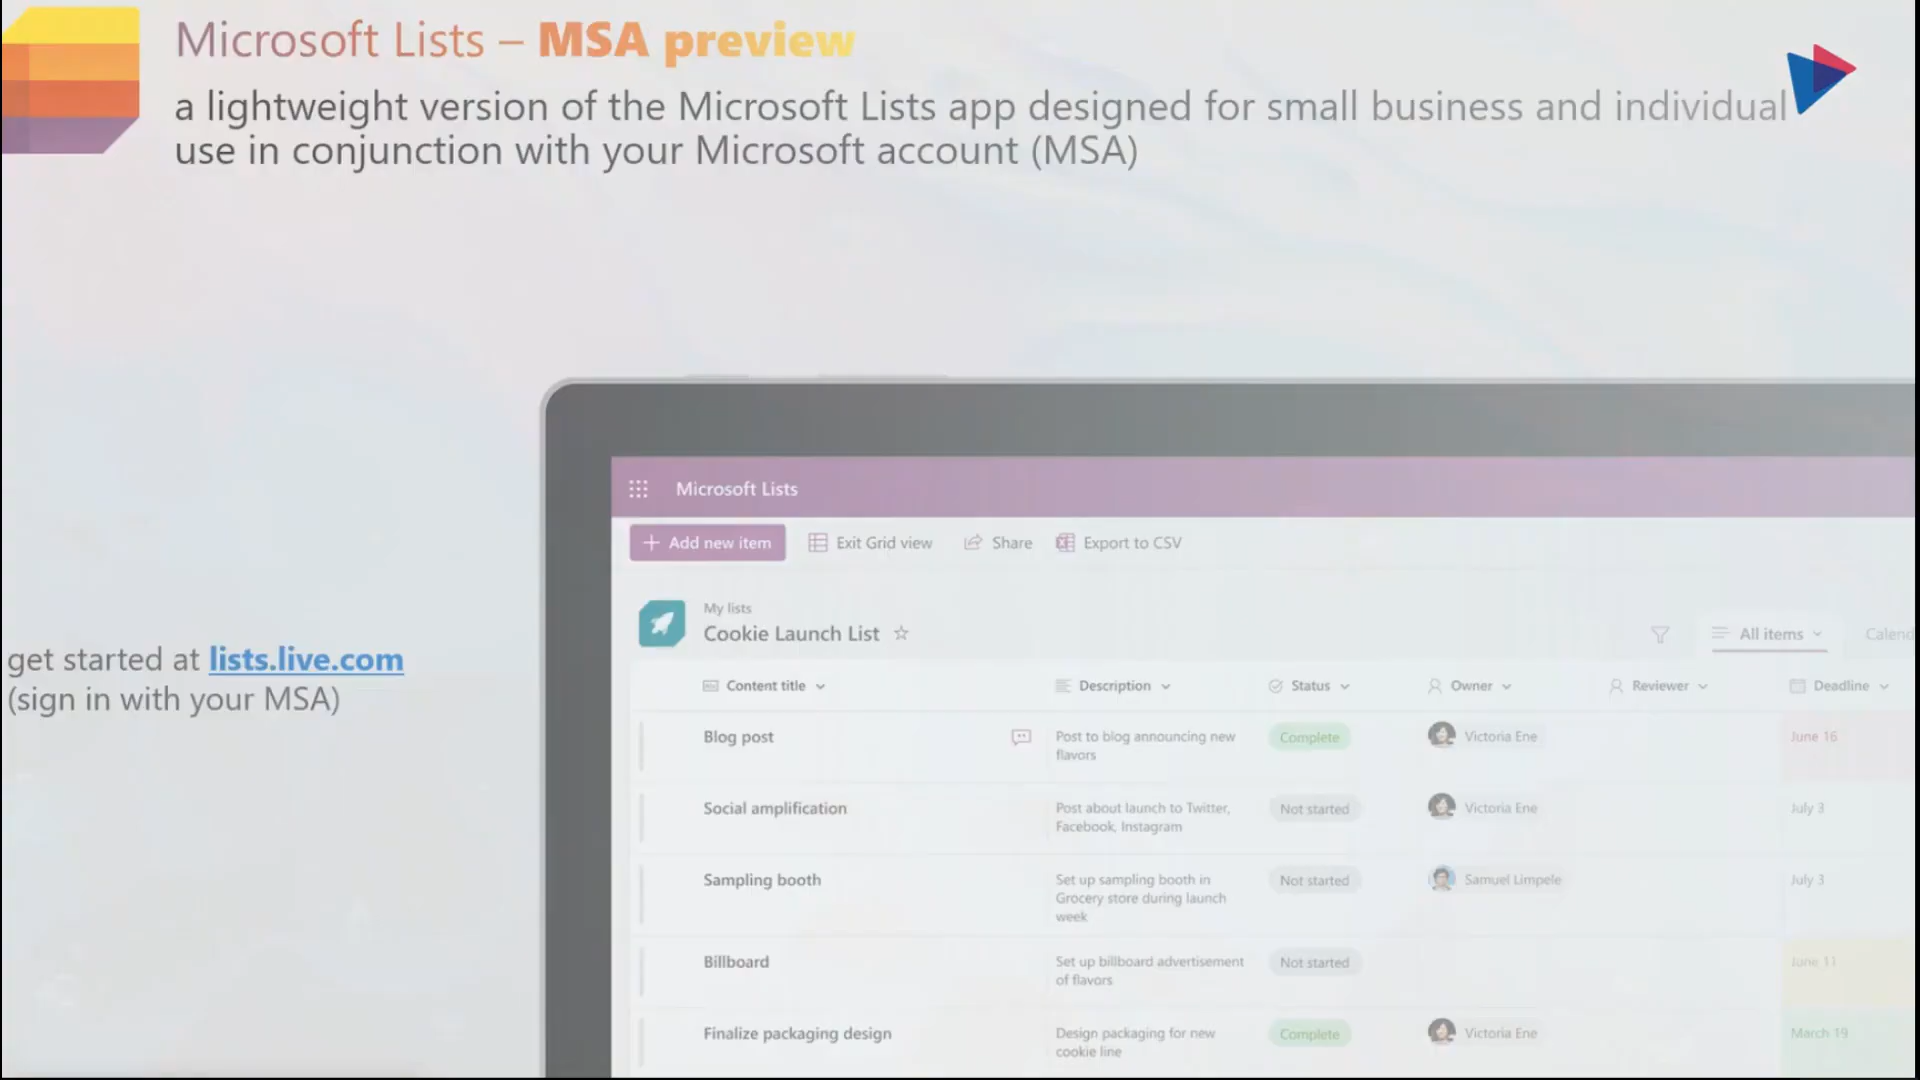 Microsoft Lists – MSA preview
a lightweight version of the Microsoft Lists app designed for small business and individual
use in conjunction with your Microsoft account (MSA)
get started at lists.live.com
(sign in with your MSA)
Microsoft Lists
Add new item Exit Grid view Share Export to CSV
My lists
Cookie Launch List
All items Calend
Content title Description Status Owner Reviewer Deadline
Blog post Post to blog announcing new Complete Victoria Ene June 16
flavors
Social amplification Post about launch to Twitter, Not started Victoria Ene July 3
Facebook, Instagram
Sampling booth Set up sampling booth in Not started Samuel Limpele July 3
Grocery store during launch
week
Billboard Set up billboard advertisement Not started June 11
of flavors
Finalize packaging design Design packaging for new Complete Victoria Ene March 19
cookie line